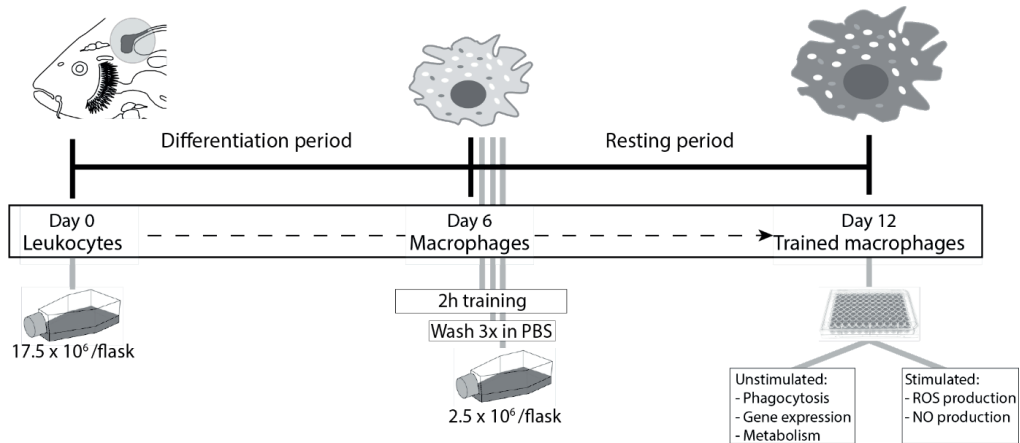 Differentiation period
Resting period
Day 0
Leukocytes
Day 6
Macrophages
Day 12
Trained macrophages
2h training
Wash 3x in PBS
17.5 x 10⁶/flask
2.5 x 10⁶/flask
Unstimulated:
- Phagocytosis
- Gene expression
- Metabolism
Stimulated:
- ROS production
- NO production